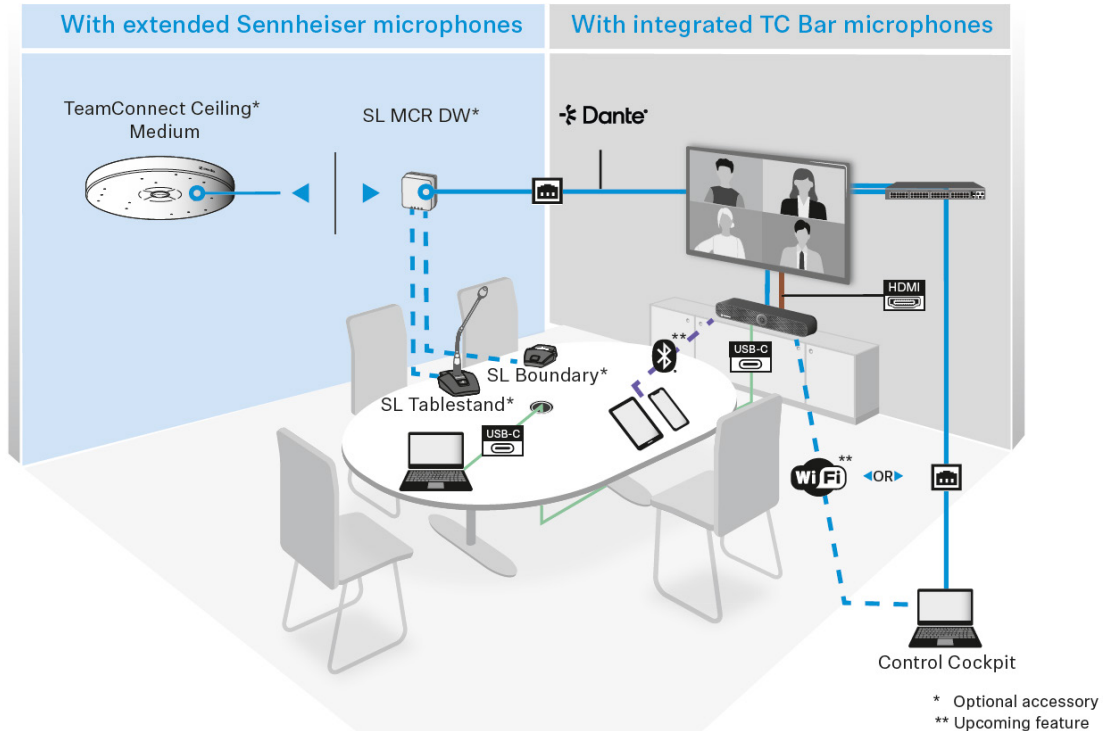 With extended Sennheiser microphones
With integrated TC Bar microphones
TeamConnect Ceiling*
Medium
SL MCR DW*
Dante
HDMI
**
USB-C
SL Boundary*
SL Tablestand*
USB-C
WiFi
**
OR
Control Cockpit
* Optional accessory
** Upcoming feature